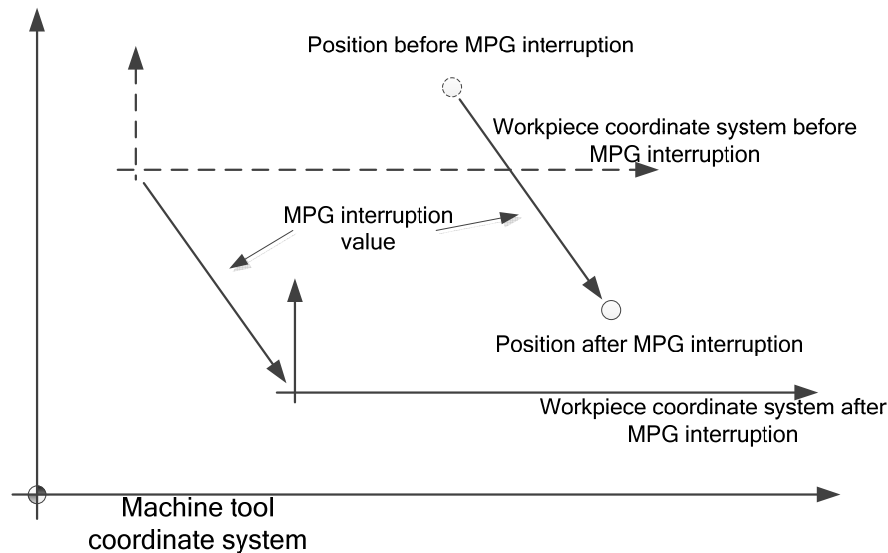 Position before MPG interruption
Workpiece coordinate system before
MPG interruption
MPG interruption
value
Position after MPG interruption
Workpiece coordinate system after
MPG interruption
Machine tool
coordinate system